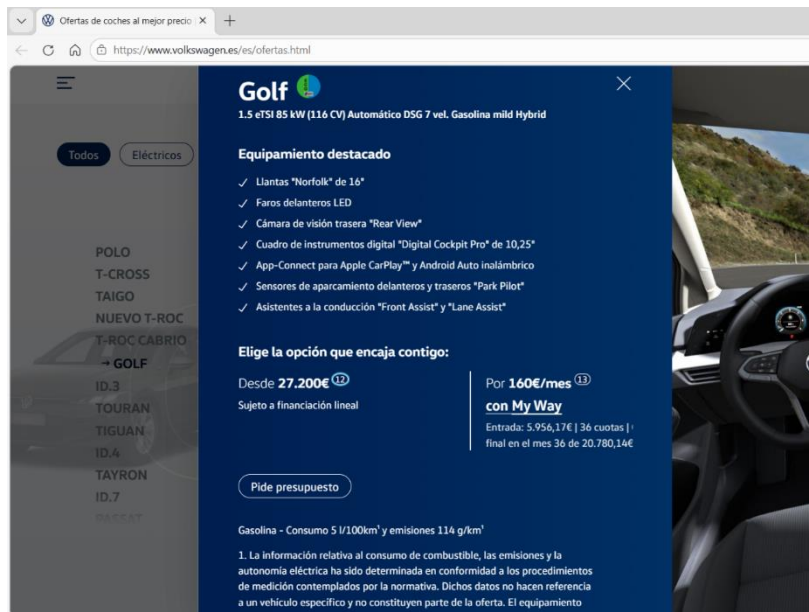 Ofertas de coches al mejor precio
https://www.volkswagen.es/es/ofertas.html
Todos
Eléctricos
POLO
T-CROSS
TAIGO
NUEVO T-ROC
T-ROC CABRIO
→ GOLF
ID.3
TOURAN
TIGUAN
ID.4
TAYRON
ID.7
PASSAT
Golf
1.5 eTSI 85 kW (116 CV) Automático DSG 7 vel. Gasolina mild Hybrid
Equipamiento destacado
✓ Llantas "Norfolk" de 16"
✓ Faros delanteros LED
✓ Cámara de visión trasera "Rear View"
✓ Cuadro de instrumentos digital "Digital Cockpit Pro" de 10,25"
✓ App-Connect para Apple CarPlay™ y Android Auto inalámbrico
✓ Sensores de aparcamiento delanteros y traseros "Park Pilot"
✓ Asistentes a la conducción "Front Assist" y "Lane Assist"
Elige la opción que encaja contigo:
Desde 27.200€ 12
Sujeto a financiación lineal
Por 160€/mes 13
con My Way
Entrada: 5.956,17€ | 36 cuotas |
final en el mes 36 de 20.780,14€
Pide presupuesto
Gasolina - Consumo 5 l/100km¹ y emisiones 114 g/km¹
1. La información relativa al consumo de combustible, las emisiones y la
autonomía eléctrica ha sido determinada en conformidad a los procedimientos
de medición contemplados por la normativa. Dichos datos no hacen referencia
a un vehículo específico y no constituyen parte de la oferta. El equipamiento